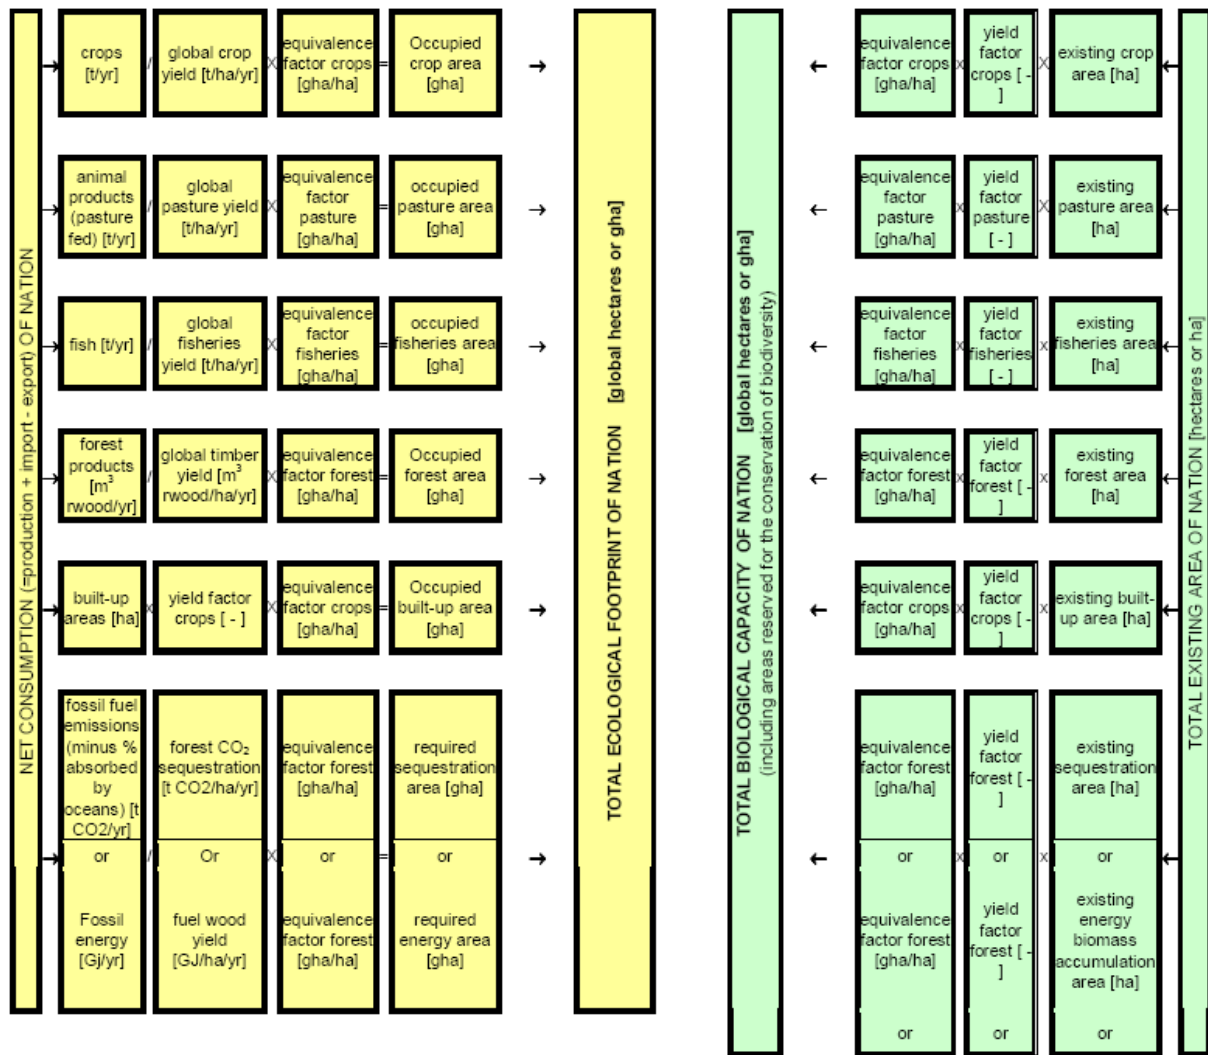 NET CONSUMPTION (=production + import - export) OF NATION
crops
[t/yr]
/
global crop
yield [t/ha/yr]
X
equivalence
factor crops
[gha/ha]
=
Occupied
crop area
[gha]
→
animal
products
(pasture
fed) [t/yr]
/
global
pasture yield
[t/ha/yr]
X
equivalence
factor
pasture
[gha/ha]
=
occupied
pasture area
[gha]
→
fish [t/yr]
/
global
fisheries
yield [t/ha/yr]
X
equivalence
factor
fisheries
[gha/ha]
=
occupied
fisheries area
[gha]
→
forest
products
[m³
rwood/yr]
/
global timber
yield [m³
rwood/ha/yr]
X
equivalence
factor forest
[gha/ha]
=
Occupied
forest area
[gha]
→
built-up
areas [ha]
x
yield factor
crops [ - ]
X
equivalence
factor crops
[gha/ha]
=
Occupied
built-up area
[gha]
→
fossil fuel
emissions
(minus %
absorbed
by
oceans) [t
CO2/yr]
or
Fossil
energy
[Gj/yr]
/
forest CO₂
sequestration
[t CO2/ha/yr]
Or
fuel wood
yield
[GJ/ha/yr]
X
equivalence
factor forest
[gha/ha]
or
equivalence
factor forest
[gha/ha]
=
required
sequestration
area [gha]
or
required
energy area
[gha]
→
TOTAL ECOLOGICAL FOOTPRINT OF NATION [global hectares or gha]
TOTAL BIOLOGICAL CAPACITY OF NATION [global hectares or gha]
(including areas reserved for the conservation of biodiversity)
←
equivalence
factor crops
[gha/ha]
x
yield
factor
crops [ -
]
X
existing crop
area [ha]
←
←
equivalence
factor
pasture
[gha/ha]
x
yield
factor
pasture
[ - ]
x
existing
pasture area
[ha]
←
←
equivalence
factor
fisheries
[gha/ha]
x
yield
factor
fisheries
[ - ]
x
existing
fisheries area
[ha]
←
←
equivalence
factor forest
[gha/ha]
x
yield
factor
forest [ -
]
x
existing
forest area
[ha]
←
←
equivalence
factor crops
[gha/ha]
x
yield
factor
crops [ -
]
x
existing built-
up area [ha]
←
←
equivalence
factor forest
[gha/ha]
or
equivalence
factor forest
[gha/ha]
or
x
yield
factor
forest [ -
]
or
yield
factor
forest [ -
]
or
x
existing
sequestration
area [ha]
or
existing
energy
biomass
accumulation
area [ha]
or
←
TOTAL EXISTING AREA OF NATION [hectares or ha]